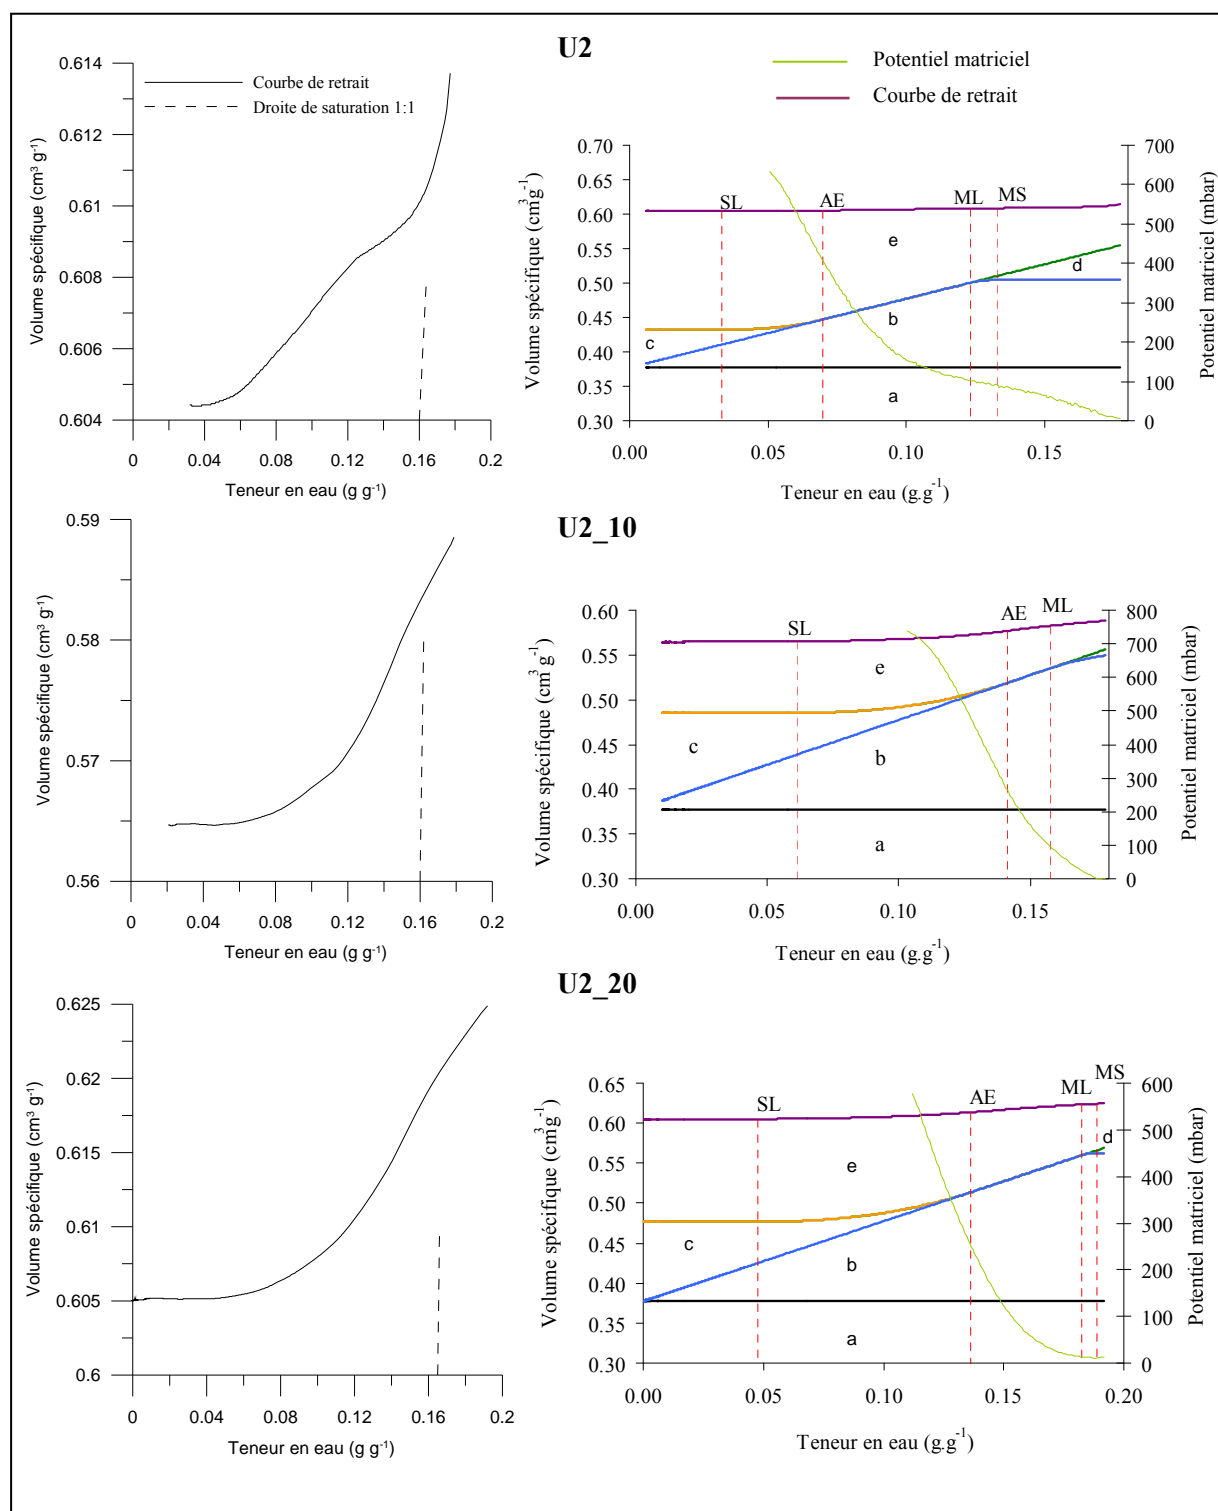 U2
Courbe de retrait
Droite de saturation 1:1
Volume spécifique (cm³ g⁻¹)
0.614
0.612
0.61
0.608
0.606
0.604
0 0.04 0.08 0.12 0.16 0.2
Teneur en eau (g g⁻¹)
Potentiel matriciel
Courbe de retrait
Volume spécifique (cm³g⁻¹)
0.70
0.65
0.60
0.55
0.50
0.45
0.40
0.35
0.30
SL AE ML MS
e
d
b
c
a
700
600
500
400
300
200
100
0
Potentiel matriciel (mbar)
0.00 0.05 0.10 0.15
Teneur en eau (g.g⁻¹)
U2_10
Volume spécifique (cm³ g⁻¹)
0.59
0.58
0.57
0.56
0 0.04 0.08 0.12 0.16 0.2
Teneur en eau (g g⁻¹)
Volume spécifique (cm³ g⁻¹)
0.60
0.55
0.50
0.45
0.40
0.35
0.30
SL AE ML
e
c
b
a
800
700
600
500
400
300
200
100
0
Potentiel matriciel (mbar)
0.00 0.05 0.10 0.15
Teneur en eau (g.g⁻¹)
U2_20
Volume spécifique (cm³ g⁻¹)
0.625
0.62
0.615
0.61
0.605
0.6
0 0.04 0.08 0.12 0.16 0.2
Teneur en eau (g g⁻¹)
Volume spécifique (cm³g⁻¹)
0.65
0.60
0.55
0.50
0.45
0.40
0.35
0.30
SL AE ML MS
d
e
c
b
a
600
500
400
300
200
100
0
Potentiel matriciel (mbar)
0.00 0.05 0.10 0.15 0.20
Teneur en eau (g.g⁻¹)